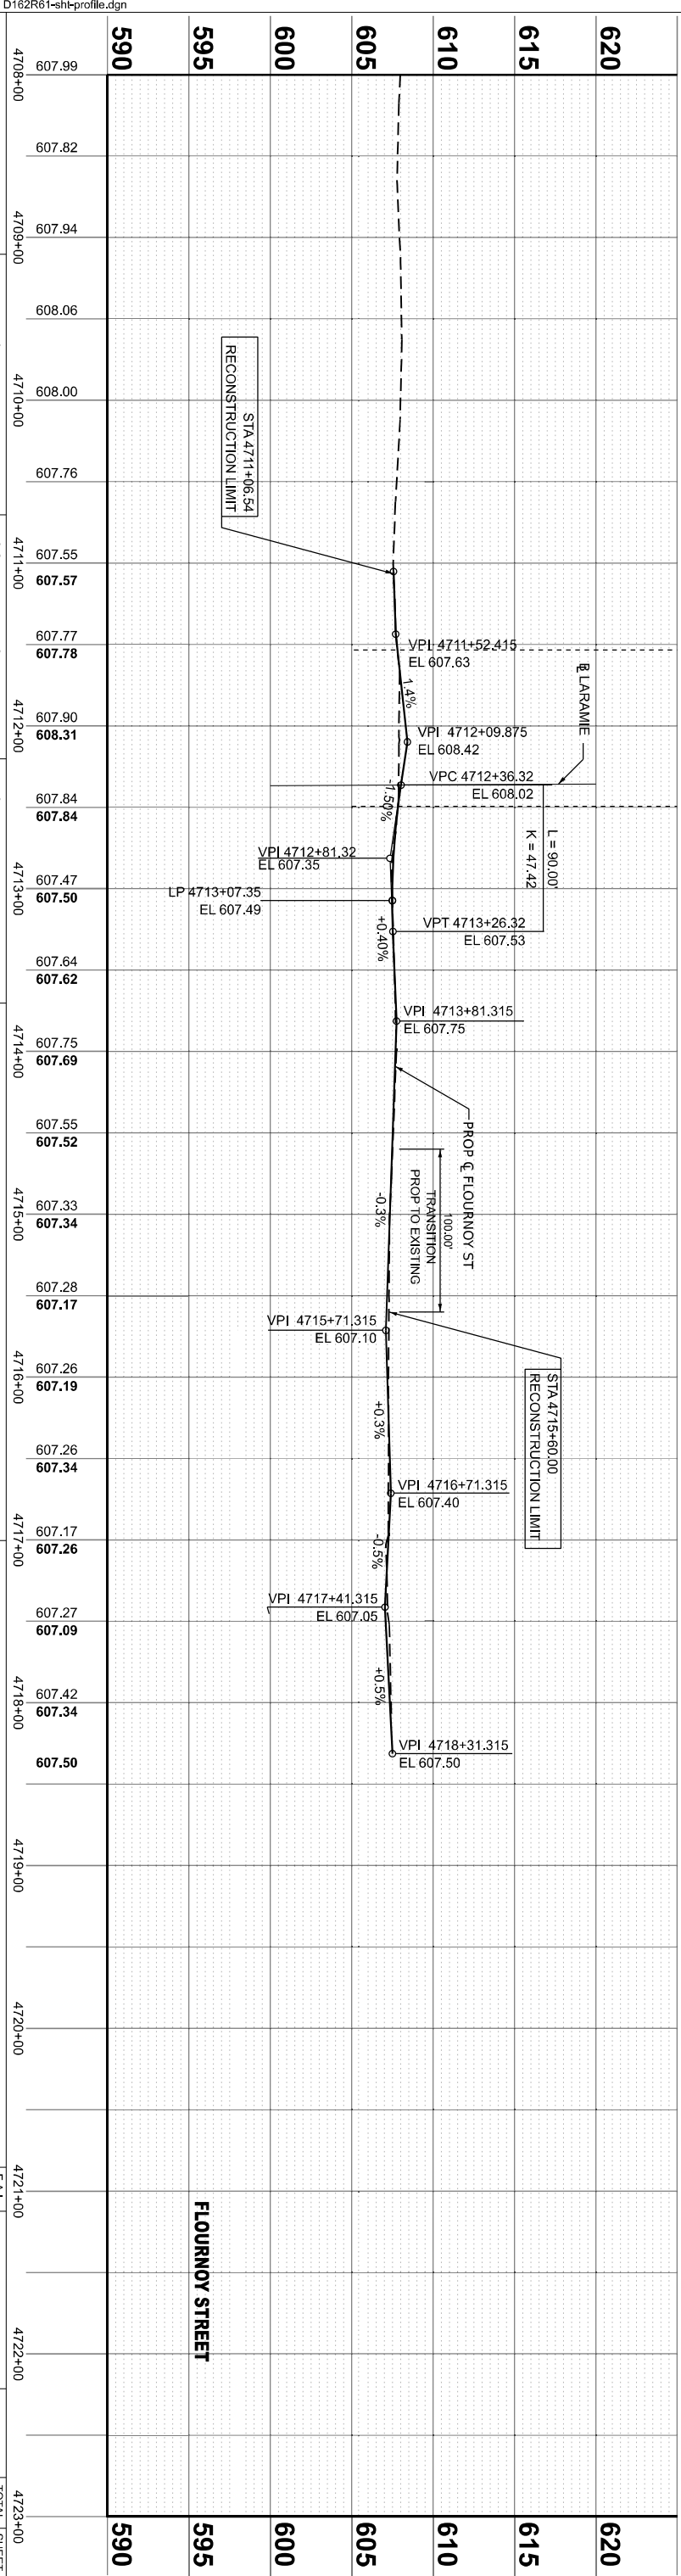 D162R61-sht-profile.dgn
590
595
600
605
610
615
620
4708+00
607.99
607.82
4709+00
607.94
608.06
4710+00
608.00
607.76
4711+00
607.55
607.57
607.77
607.78
4712+00
607.90
608.31
607.84
607.84
4713+00
607.47
607.50
607.64
607.62
4714+00
607.75
607.69
607.55
607.52
4715+00
607.33
607.34
607.28
607.17
4716+00
607.26
607.19
607.26
607.34
4717+00
607.17
607.26
607.27
607.09
4718+00
607.42
607.34
607.50
4719+00
4720+00
4721+00
4722+00
4723+00
STA 4711+06.54
RECONSTRUCTION LIMIT
VPI 4711+52.415
EL 607.63
1.4%
VPI 4712+09.875
EL 608.42
℄ LARAMIE
VPC 4712+36.32
EL 608.02
-1.50%
L = 90.00'
K = 47.42
VPI 4712+81.32
EL 607.35
LP 4713+07.35
EL 607.49
VPT 4713+26.32
EL 607.53
+0.40%
VPI 4713+81.315
EL 607.75
PROP ℄ FLOURNOY ST
100.00'
TRANSITION
PROP TO EXISTING
-0.3%
VPI 4715+71.315
EL 607.10
STA 4715+60.00
RECONSTRUCTION LIMIT
+0.3%
VPI 4716+71.315
EL 607.40
-0.5%
VPI 4717+41.315
EL 607.05
+0.5%
VPI 4718+31.315
EL 607.50
FLOURNOY STREET
590
595
600
605
610
615
620
TOTAL SHEET